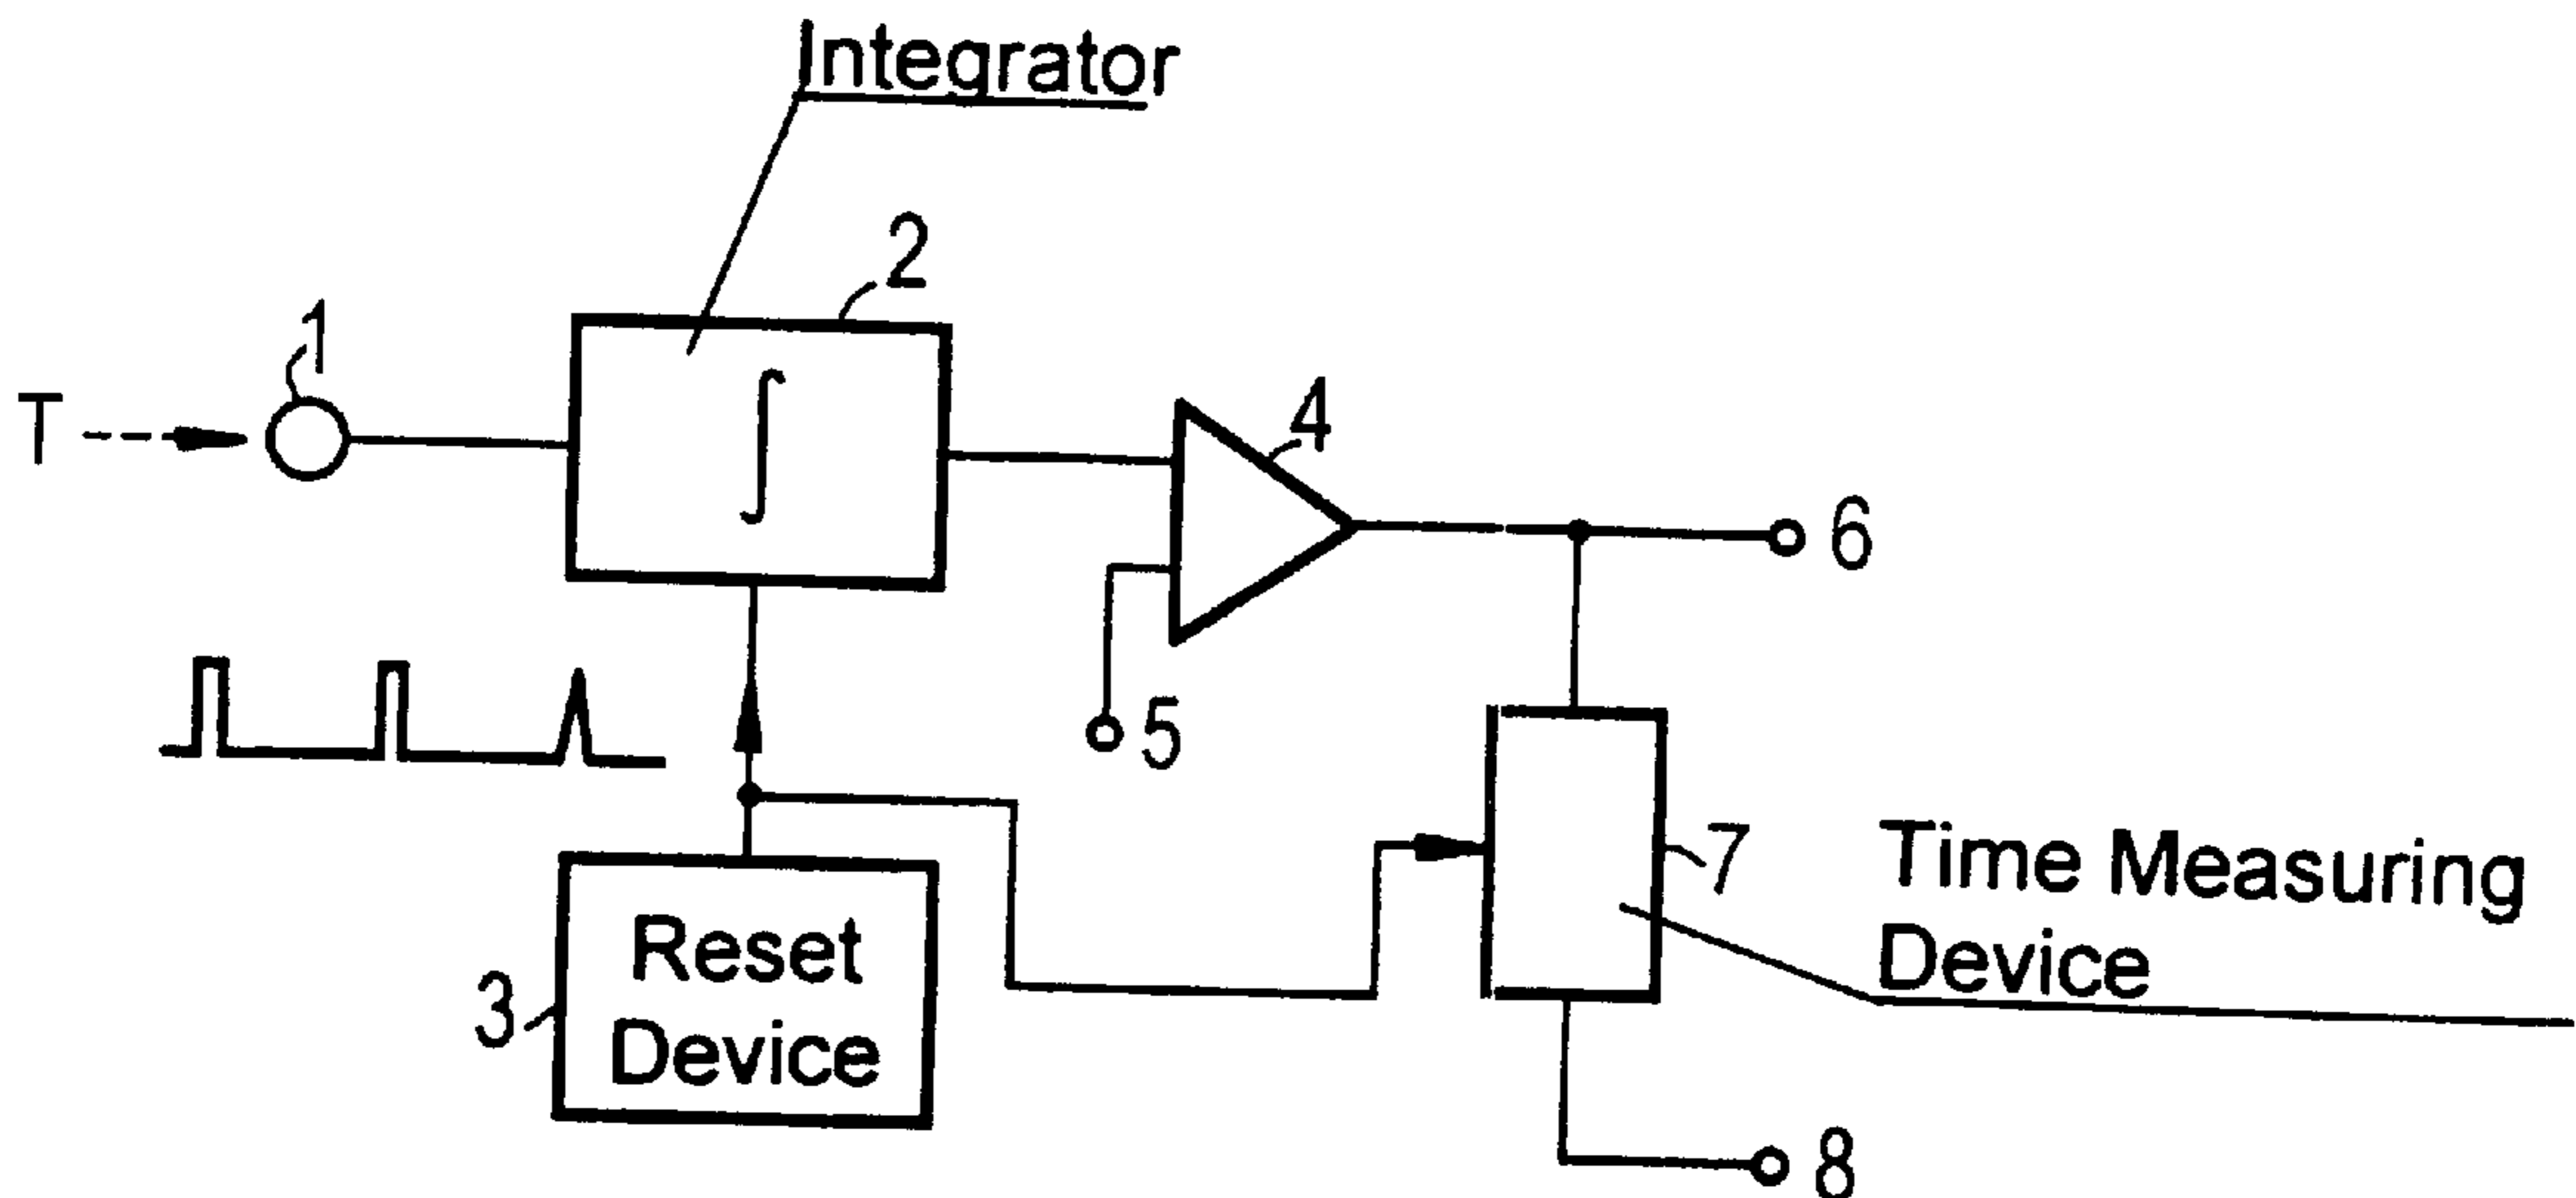 Integrator
2
1
T
4
6
5
7
Time Measuring
Device
Reset
Device
3
8